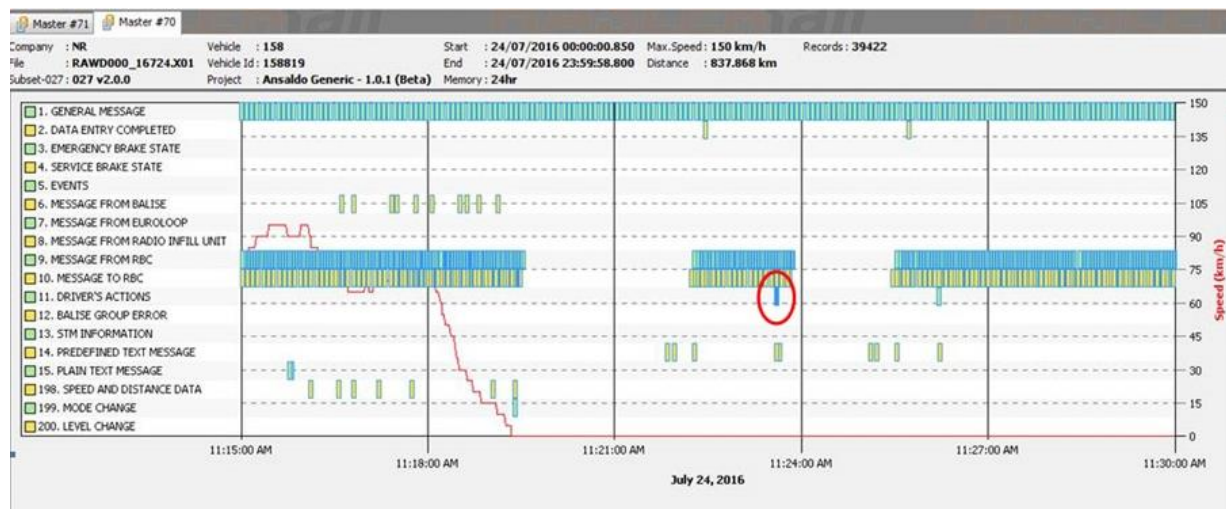 Master #71 Master #70
Company : NR Vehicle : 158 Start : 24/07/2016 00:00:00.850 Max.Speed : 150 km/h Records : 39422
File : RAWD000_16724.X01 Vehicle Id : 158819 End : 24/07/2016 23:59:58.800 Distance : 837.868 km
Subset-027 : 027 v2.0.0 Project : Ansaldo Generic - 1.0.1 (Beta) Memory : 24hr
1. GENERAL MESSAGE
2. DATA ENTRY COMPLETED
3. EMERGENCY BRAKE STATE
4. SERVICE BRAKE STATE
5. EVENTS
6. MESSAGE FROM BALISE
7. MESSAGE FROM EUROLOOP
8. MESSAGE FROM RADIO INFILL UNIT
9. MESSAGE FROM RBC
10. MESSAGE TO RBC
11. DRIVER'S ACTIONS
12. BALISE GROUP ERROR
13. STM INFORMATION
14. PREDEFINED TEXT MESSAGE
15. PLAIN TEXT MESSAGE
198. SPEED AND DISTANCE DATA
199. MODE CHANGE
200. LEVEL CHANGE
150
135
120
105
90
75
60
45
30
15
0
Speed (km/h)
11:15:00 AM 11:18:00 AM 11:21:00 AM 11:24:00 AM 11:27:00 AM 11:30:00 AM
July 24, 2016